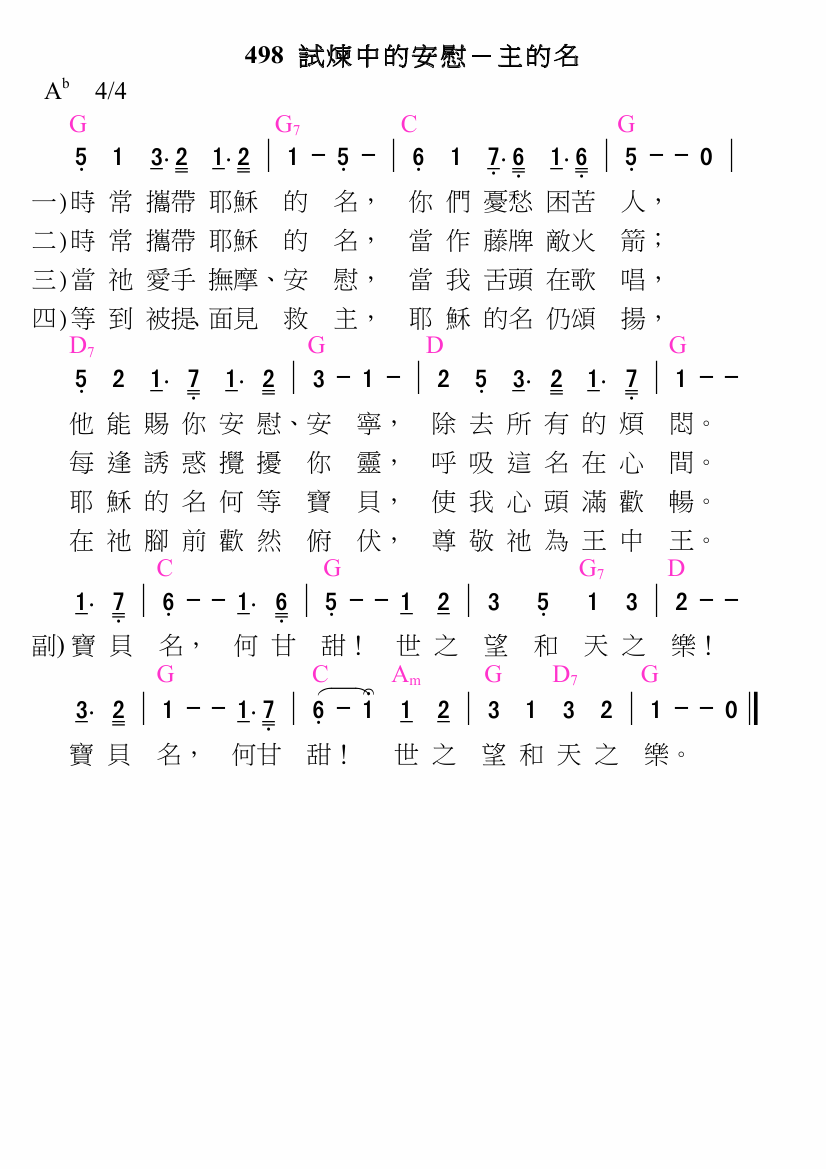 498 試煉中的安慰－主的名
Ab 4/4
G G7 C G
5 1 3. 2 1. 2 | 1 - 5 - | 6 1 7. 6 1. 6 | 5 - - 0 |
一)時常攜帶耶穌的名，你們憂愁困苦人，
二)時常攜帶耶穌的名，當作藤牌敵火箭；
三)當祂愛手撫摩、安慰，當我舌頭在歌唱，
四)等到被提、面見救主，耶穌的名仍頌揚，
D7 G D G
5 2 1. 7 1. 2 | 3 - 1 - | 2 5 3. 2 1. 7 | 1 - -
他能賜你安慰、安寧，除去所有的煩悶。
每逢誘惑攪擾你靈，呼吸這名在心間。
耶穌的名何等寶貝，使我心頭滿歡暢。
在祂腳前歡然俯伏，尊敬祂為王中王。
C G G7 D
1. 7 | 6 - - 1. 6 | 5 - - 1 2 | 3 5 1 3 | 2 - -
副)寶貝名，何甘甜！世之望和天之樂！
G C Am G D7 G
3. 2 | 1 - - 1. 7 | 6 - 1 1 2 | 3 1 3 2 | 1 - - 0 ‖
寶貝名，何甘甜！世之望和天之樂。